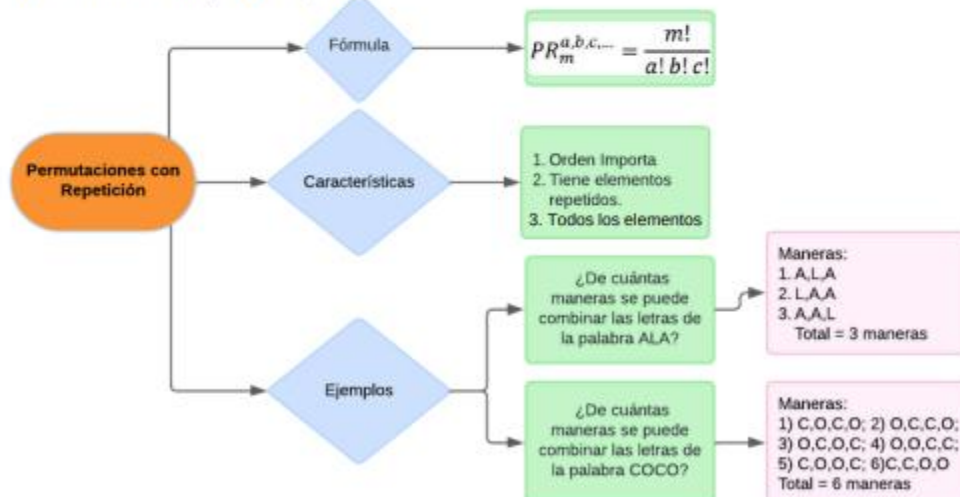 Fórmula
PR_m^{a,b,c,...} = m! / a! b! c!
Permutaciones con
Repetición
Características
1. Orden Importa
2. Tiene elementos
repetidos.
3. Todos los elementos
Ejemplos
¿De cuántas
maneras se puede
combinar las letras de
la palabra ALA?
Maneras:
1. A,L,A
2. L,A,A
3. A,A,L
Total = 3 maneras
¿De cuántas
maneras se puede
combinar las letras de
la palabra COCO?
Maneras:
1) C,O,C,O; 2) O,C,C,O;
3) O,C,O,C; 4) O,O,C,C;
5) C,O,O,C; 6)C,C,O,O
Total = 6 maneras